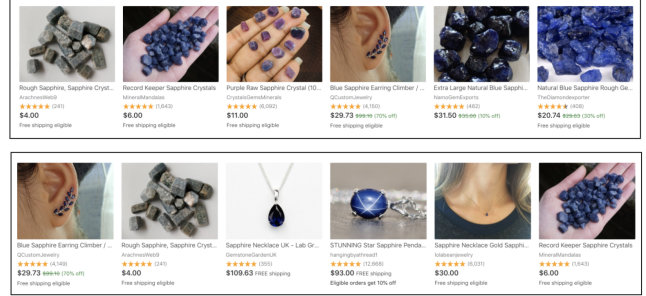 Rough Sapphire, Sapphire Cryst...
ArachnesWeb9
★★★★★ (241)
$4.00
Free shipping eligible
Record Keeper Sapphire Crystals
MineralMandalas
★★★★★ (1,643)
$6.00
Free shipping eligible
Purple Raw Sapphire Crystal (10...
CrystalsGemsMinerals
★★★★★ (6,092)
$11.00
Free shipping eligible
Blue Sapphire Earring Climber / ...
QCustomJewelry
★★★★★ (4,150)
$29.73 $99.10 (70% off)
Free shipping eligible
Extra Large Natural Blue Sapphi...
NamoGemExports
★★★★★ (482)
$31.50 $35.00 (10% off)
Free shipping eligible
Natural Blue Sapphire Rough Ge...
TheDiamondexporter
★★★★★ (408)
$20.74 $29.63 (30% off)
Free shipping eligible
Blue Sapphire Earring Climber / ...
QCustomJewelry
★★★★★ (4,149)
$29.73 $99.10 (70% off)
Free shipping eligible
Rough Sapphire, Sapphire Cryst...
ArachnesWeb9
★★★★★ (241)
$4.00
Free shipping eligible
Sapphire Necklace UK - Lab Gr...
GemstoneGardenUK
★★★★★ (355)
$109.63 FREE shipping
STUNNING Star Sapphire Penda...
hangingbyathread1
★★★★★ (12,668)
$93.00 FREE shipping
Eligible orders get 10% off
Sapphire Necklace Gold Sapphi...
lolabeanjewelry
★★★★★ (6,031)
$30.00
Free shipping eligible
Record Keeper Sapphire Crystals
MineralMandalas
★★★★★ (1,643)
$6.00
Free shipping eligible